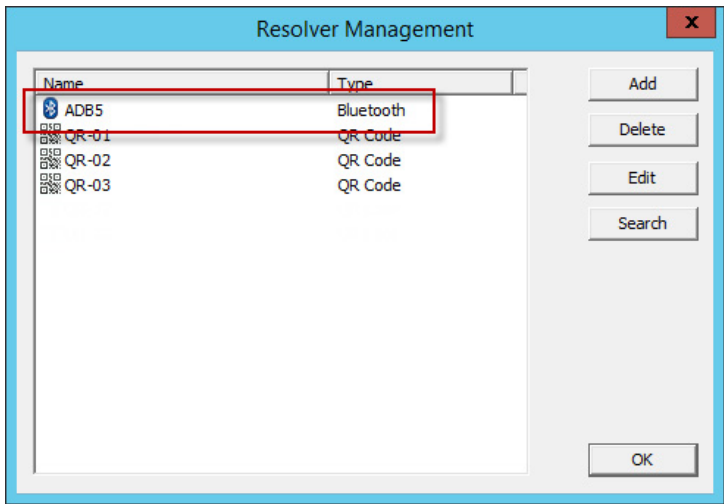 Resolver Management
x
Name Type
ADB5 Bluetooth
QR-01 QR Code
QR-02 QR Code
QR-03 QR Code
Add
Delete
Edit
Search
OK